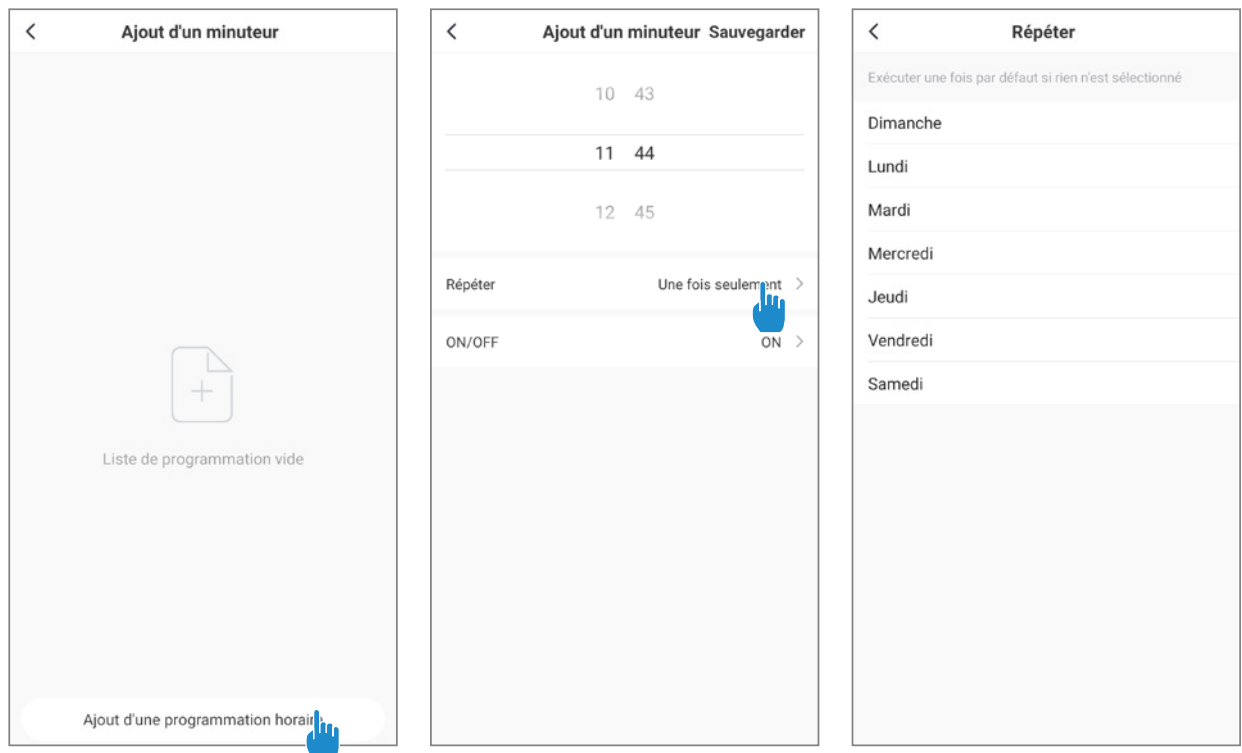 Ajout d'un minuteur
Liste de programmation vide
Ajout d'une programmation horaire
Ajout d'un minuteur Sauvegarder
10 43
11 44
12 45
Répéter Une fois seulement
ON/OFF ON
Répéter
Exécuter une fois par défaut si rien n'est sélectionné
Dimanche
Lundi
Mardi
Mercredi
Jeudi
Vendredi
Samedi